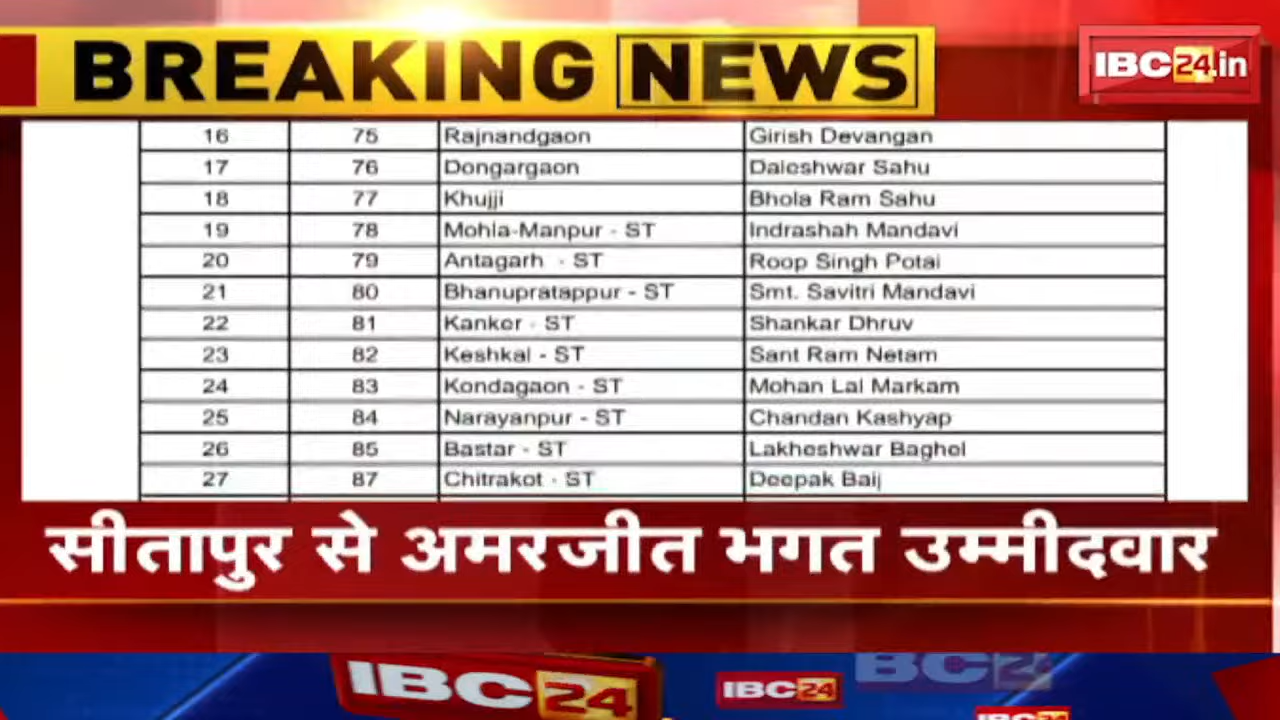 BREAKING NEWS
IBC24.in
16 75 Rajnandgaon Girish Devangan
17 76 Dongargaon Daleshwar Sahu
18 77 Khujji Bhola Ram Sahu
19 78 Mohla-Manpur - ST Indrashah Mandavi
20 79 Antagarh - ST Roop Singh Potai
21 80 Bhanupratappur - ST Smt. Savitri Mandavi
22 81 Kanker - ST Shankar Dhruv
23 82 Keshkal - ST Sant Ram Netam
24 83 Kondagaon - ST Mohan Lal Markam
25 84 Narayanpur - ST Chandan Kashyap
26 85 Bastar - ST Lakheshwar Baghel
27 87 Chitrakot - ST Deepak Baij
सीतापुर से अमरजीत भगत उम्मीदवार
IBC24 IBC24 BC24
IBC24